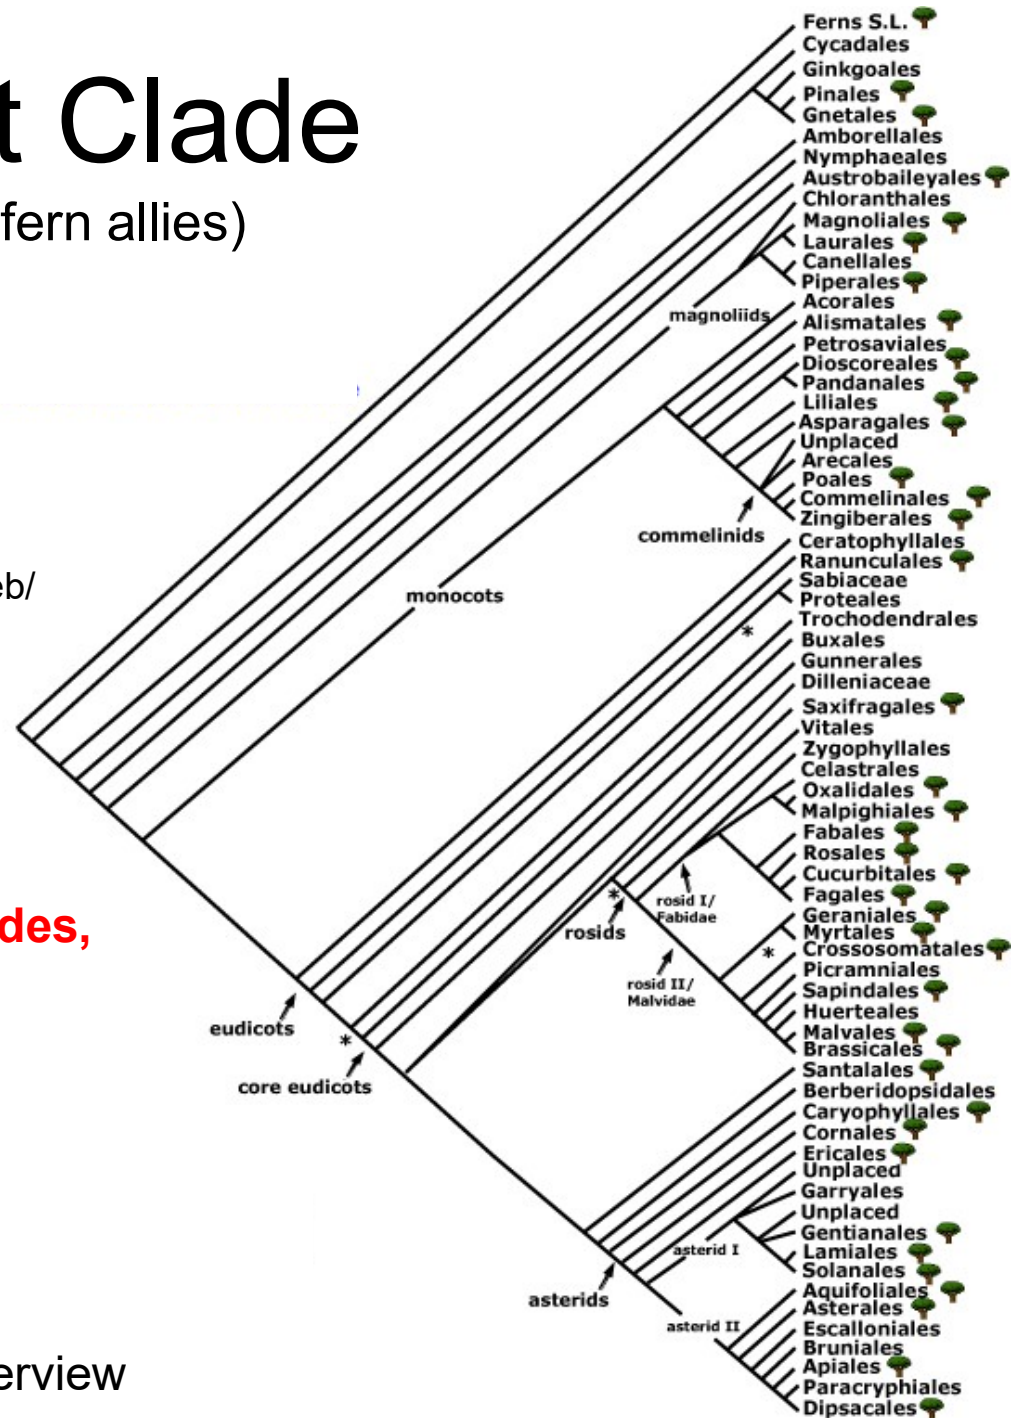 t Clade
fern allies)
eb/
des,
erview
Ferns S.L.
Cycadales
Ginkgoales
Pinales
Gnetales
Amborellales
Nymphaeales
Austrobaileyales
Chloranthales
Magnoliales
Laurales
Canellales
Piperales
magnoliids
Acorales
Alismatales
Petrosaviales
Dioscoreales
Pandanales
Liliales
Asparagales
Unplaced
Arecales
Poales
Commelinales
Zingiberales
commelinids
monocots
Ceratophyllales
Ranunculales
Sabiaceae
Proteales
*
Trochodendrales
Buxales
Gunnerales
Dilleniaceae
Saxifragales
Vitales
Zygophyllales
Celastrales
Oxalidales
Malpighiales
Fabales
Rosales
Cucurbitales
Fagales
*
rosids
rosid I/
Fabidae
Geraniales
Myrtales
*
Crossosomatales
Picramniales
rosid II/
Malvidae
Sapindales
Huerteales
Malvales
Brassicales
eudicots
*
core eudicots
Santalales
Berberidopsidales
Caryophyllales
Cornales
Ericales
Unplaced
Garryales
Unplaced
Gentianales
asterid I
Lamiales
Solanales
asterids
Aquifoliales
Asterales
asterid II
Escalloniales
Bruniales
Apiales
Paracryphiales
Dipsacales